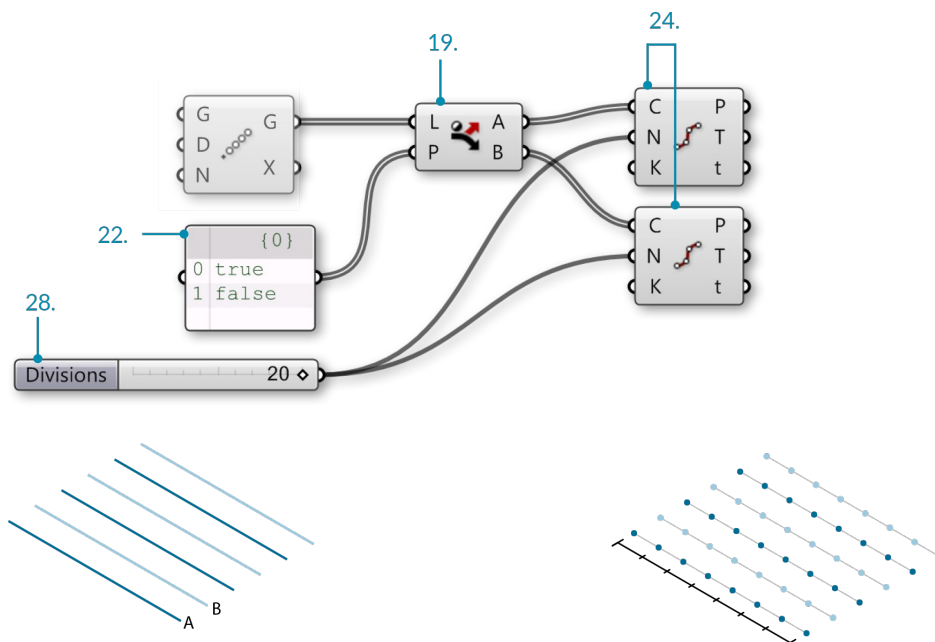 24.
19.
G G
D
N X
L A
P B
C P
N T
K t
22.
{0}
0 true
1 false
C P
N T
K t
28.
Divisions 20
B
A